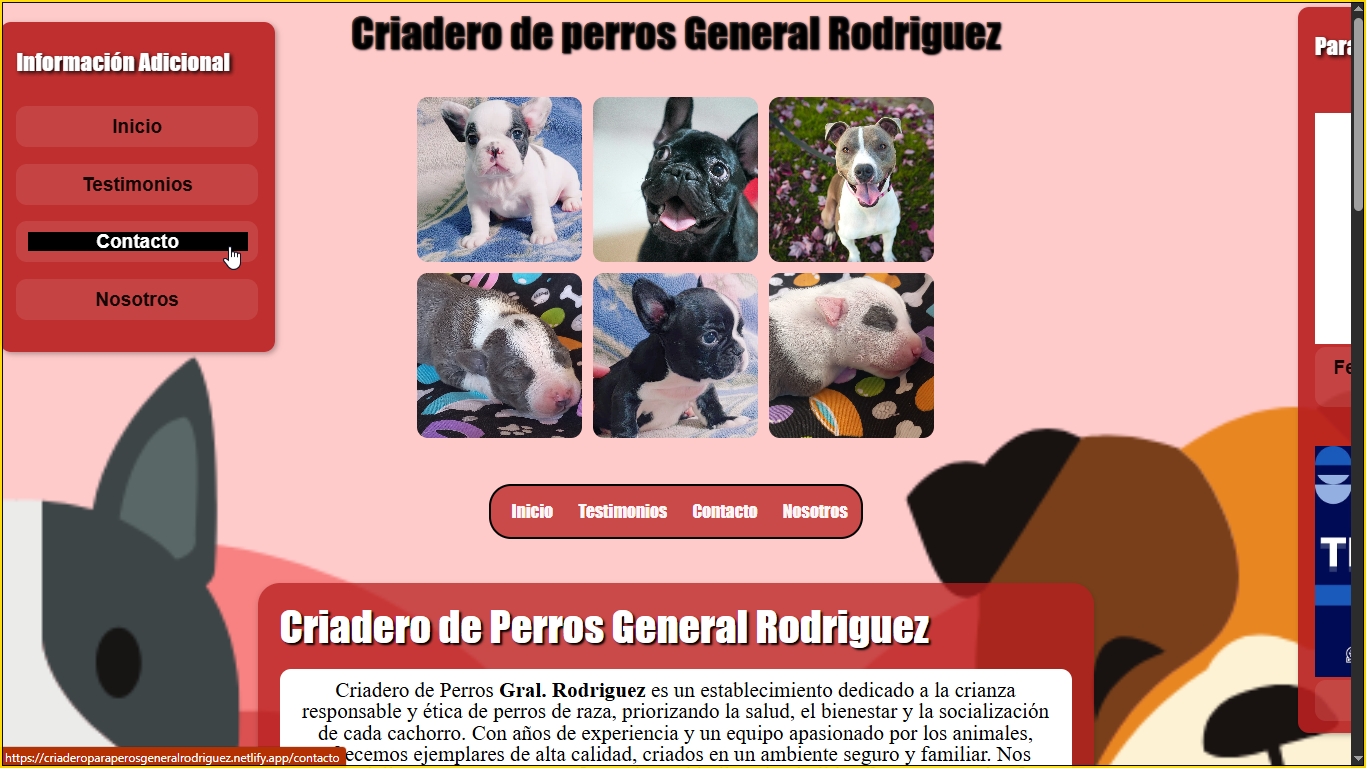 Criadero de perros General Rodriguez
Información Adicional
Inicio
Testimonios
Contacto
Nosotros
Inicio Testimonios Contacto Nosotros
Criadero de Perros General Rodriguez
Criadero de Perros Gral. Rodriguez es un establecimiento dedicado a la crianza
responsable y ética de perros de raza, priorizando la salud, el bienestar y la socialización
de cada cachorro. Con años de experiencia y un equipo apasionado por los animales,
ejemplares de alta calidad, criados en un ambiente seguro y familiar. Nos
https://criaderoparaperosgeneralrodriguez.netlify.app/contacto